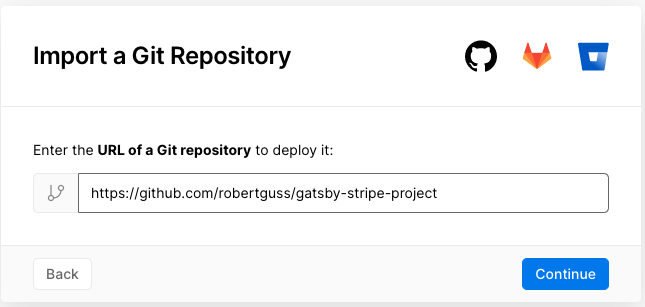 Import a Git Repository
Enter the URL of a Git repository to deploy it:
https://github.com/robertguss/gatsby-stripe-project
Back
Continue